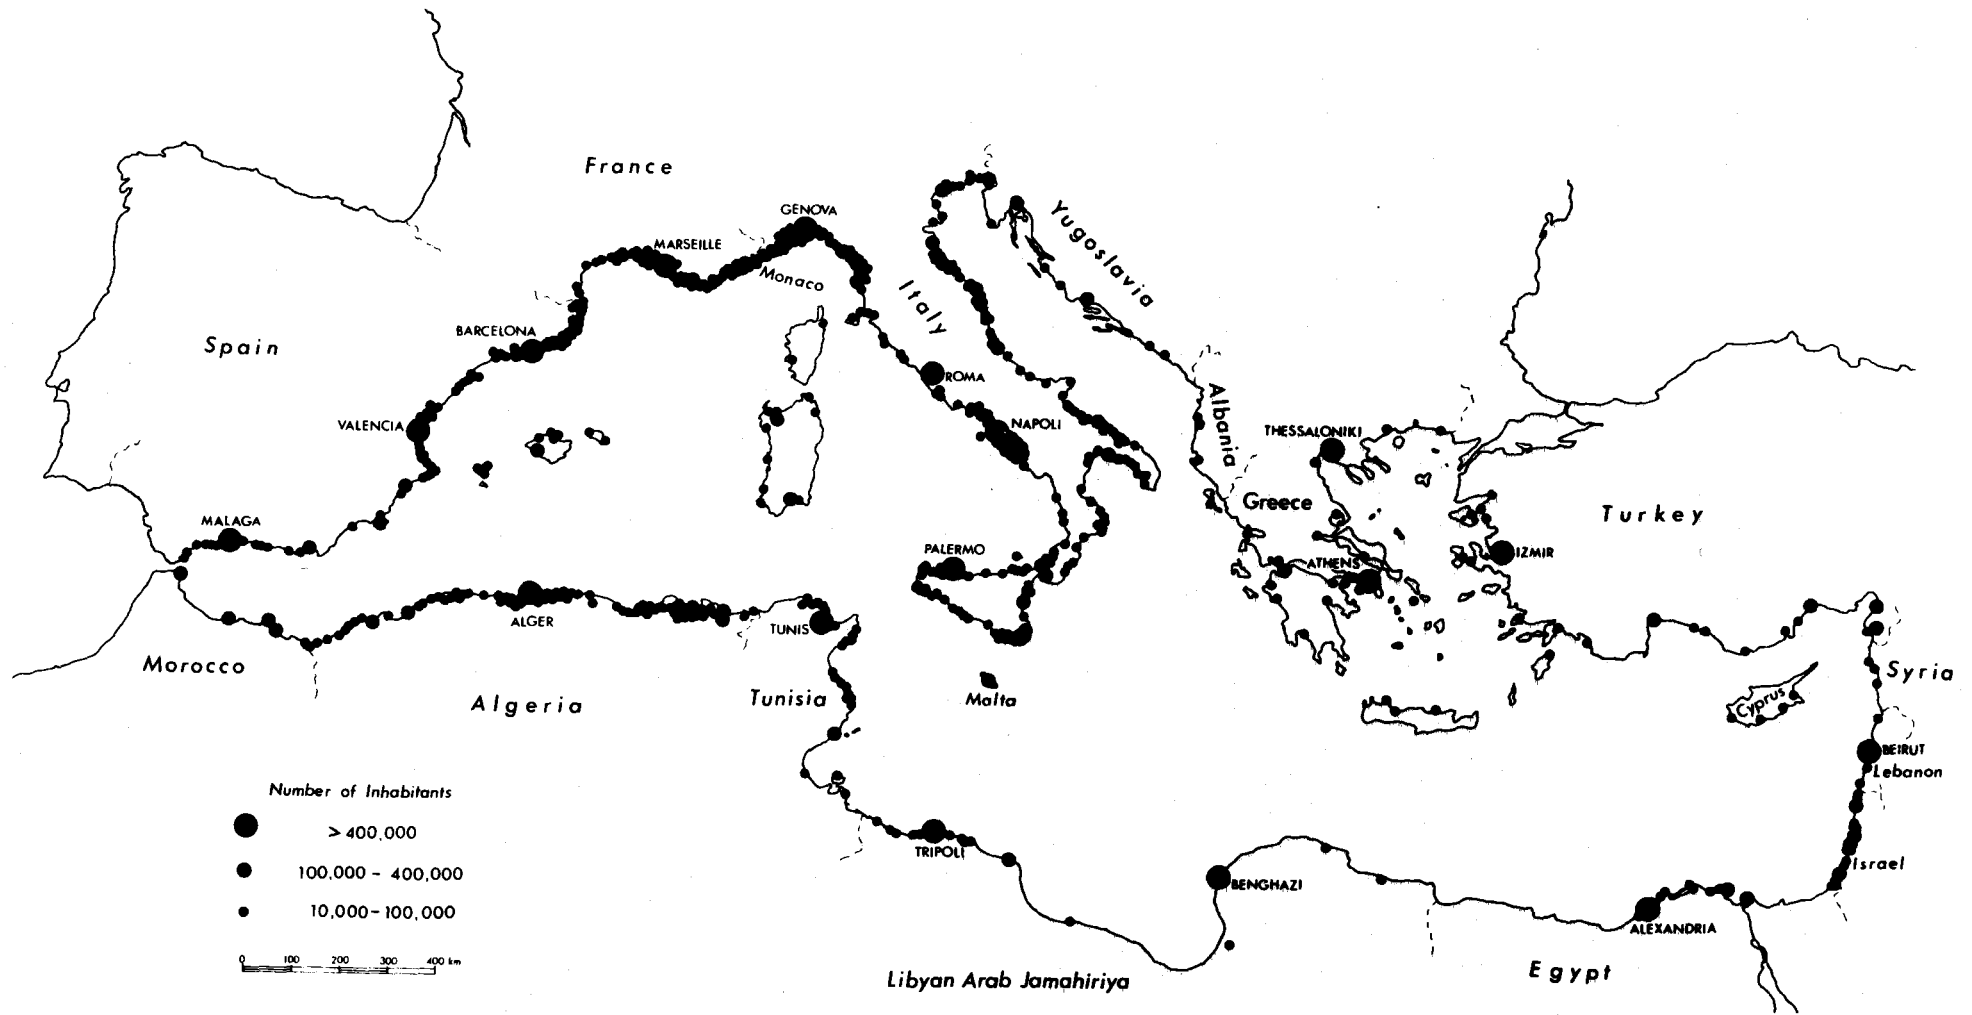 France
GENOVA
MARSEILLE
Monaco
Italy
Yugoslavia
BARCELONA
Spain
ROMA
VALENCIA
NAPOLI
Albania
THESSALONIKI
Greece
Turkey
MALAGA
PALERMO
ATHENS
IZMIR
ALGER
TUNIS
Morocco
Algeria
Tunisia
Malta
Syria
Cyprus
BEIRUT
Lebanon
Number of Inhabitants
> 400,000
100,000 - 400,000
10,000-100,000
0 100 200 300 400 km
TRIPOLI
BENGHAZI
Israel
ALEXANDRIA
Libyan Arab Jamahiriya
Egypt